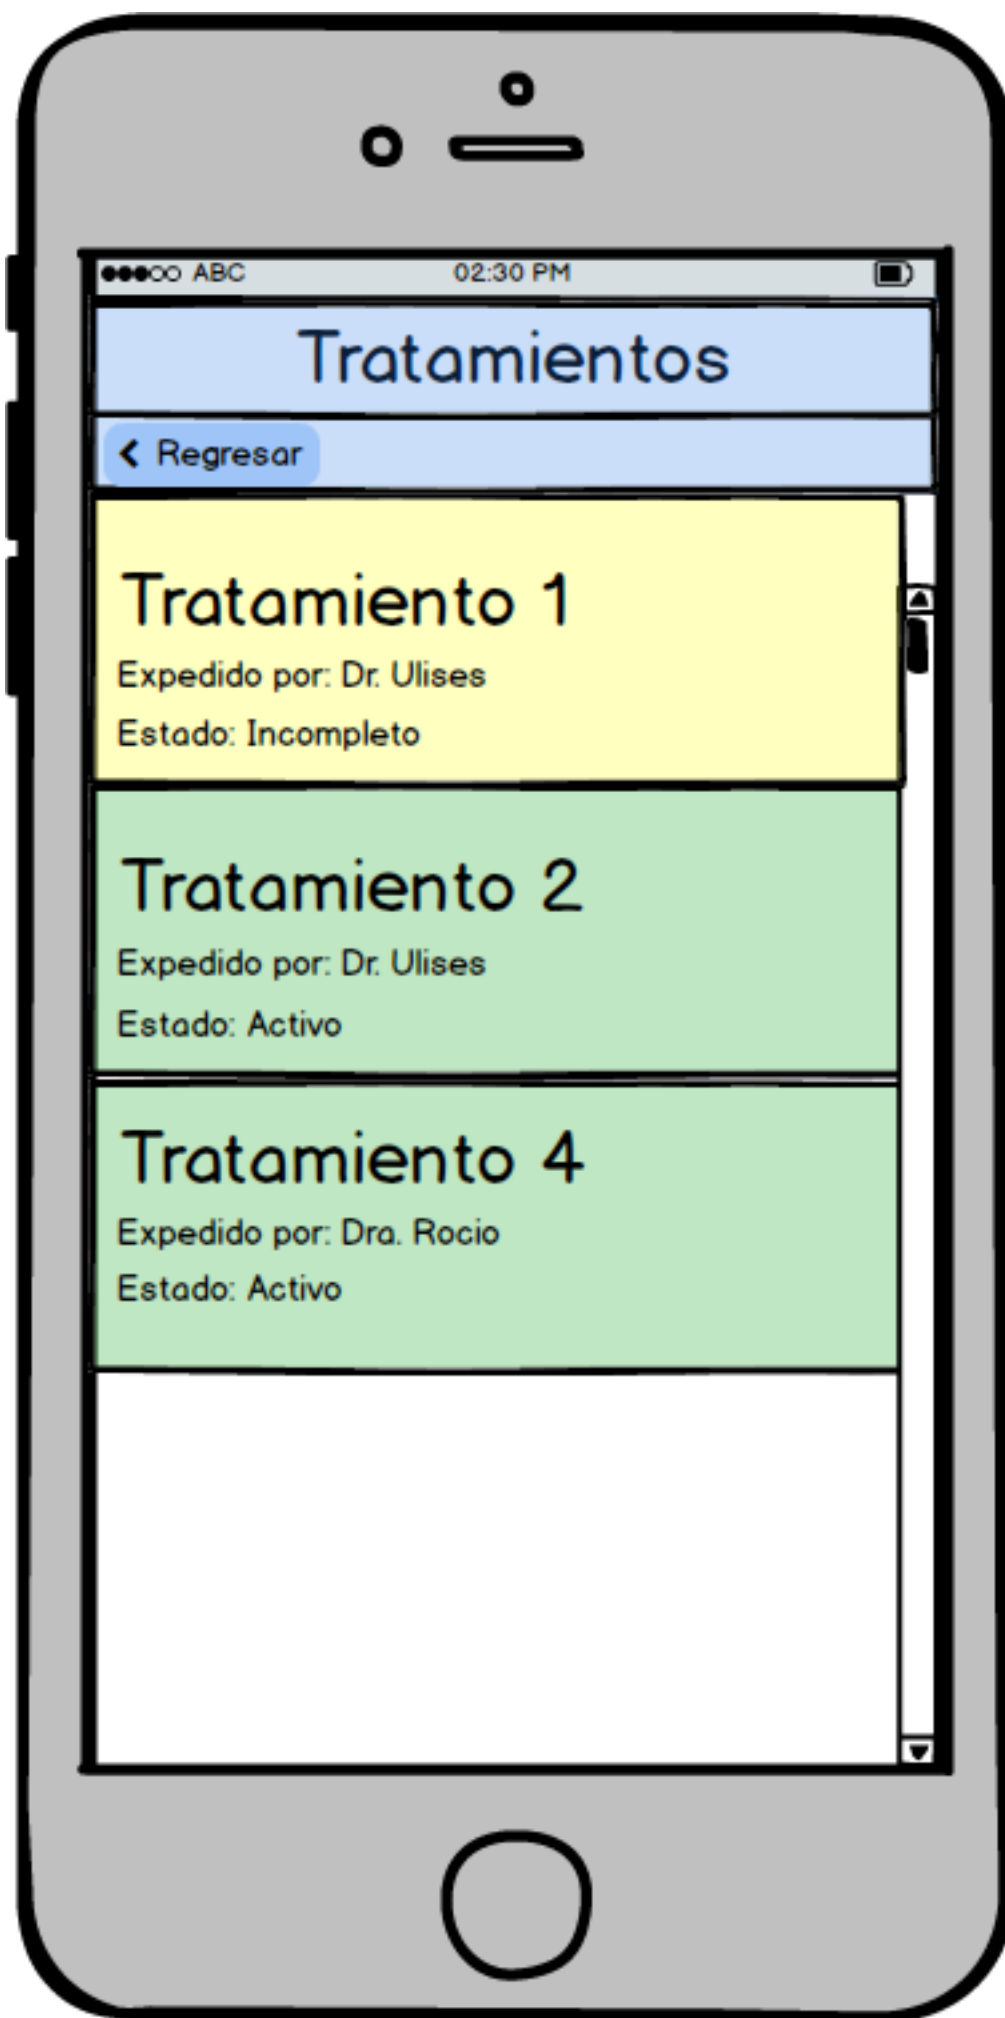 ABC 02:30 PM
Tratamientos
Regresar
Tratamiento 1
Expedido por: Dr. Ulises
Estado: Incompleto
Tratamiento 2
Expedido por: Dr. Ulises
Estado: Activo
Tratamiento 4
Expedido por: Dra. Rocio
Estado: Activo